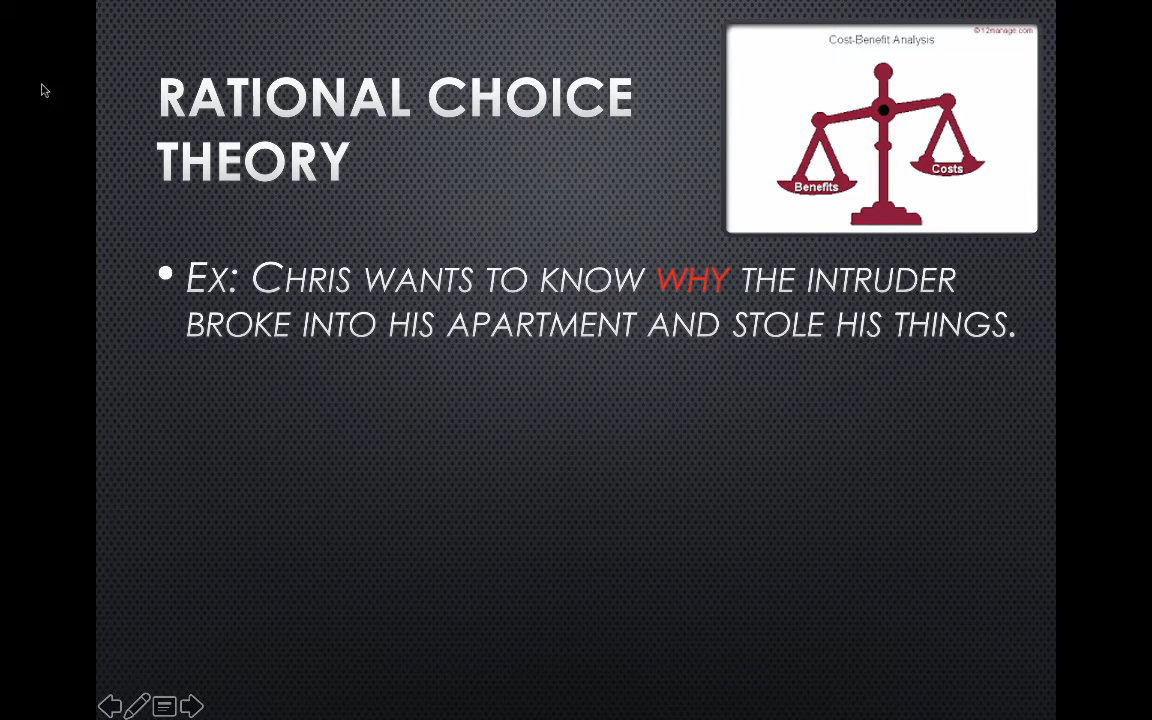 RATIONAL CHOICE
THEORY
© 12manage.com
Cost-Benefit Analysis
Benefits
Costs
• EX: CHRIS WANTS TO KNOW WHY THE INTRUDER
BROKE INTO HIS APARTMENT AND STOLE HIS THINGS.